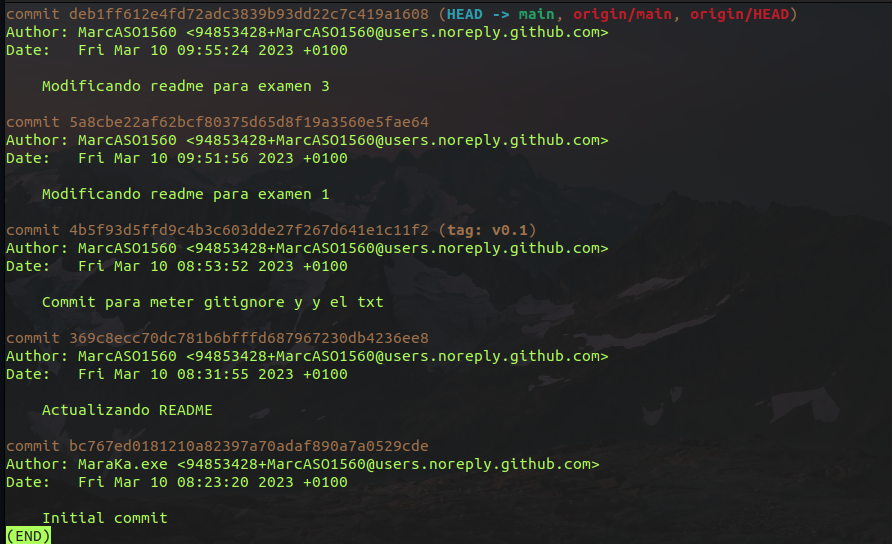 commit deb1ff612e4fd72adc3839b93dd22c7c419a1608 (HEAD -> main, origin/main, origin/HEAD)
Author: MarcASO1560 <94853428+MarcASO1560@users.noreply.github.com>
Date:   Fri Mar 10 09:55:24 2023 +0100
Modificando readme para examen 3
commit 5a8cbe22af62bcf80375d65d8f19a3560e5fae64
Author: MarcASO1560 <94853428+MarcASO1560@users.noreply.github.com>
Date:   Fri Mar 10 09:51:56 2023 +0100
Modificando readme para examen 1
commit 4b5f93d5ffd9c4b3c603dde27f267d641e1c11f2 (tag: v0.1)
Author: MarcASO1560 <94853428+MarcASO1560@users.noreply.github.com>
Date:   Fri Mar 10 08:53:52 2023 +0100
Commit para meter gitignore y y el txt
commit 369c8ecc70dc781b6bfffd687967230db4236ee8
Author: MarcASO1560 <94853428+MarcASO1560@users.noreply.github.com>
Date:   Fri Mar 10 08:31:55 2023 +0100
Actualizando README
commit bc767ed0181210a82397a70adaf890a7a0529cde
Author: MaraKa.exe <94853428+MarcASO1560@users.noreply.github.com>
Date:   Fri Mar 10 08:23:20 2023 +0100
Initial commit
(END)